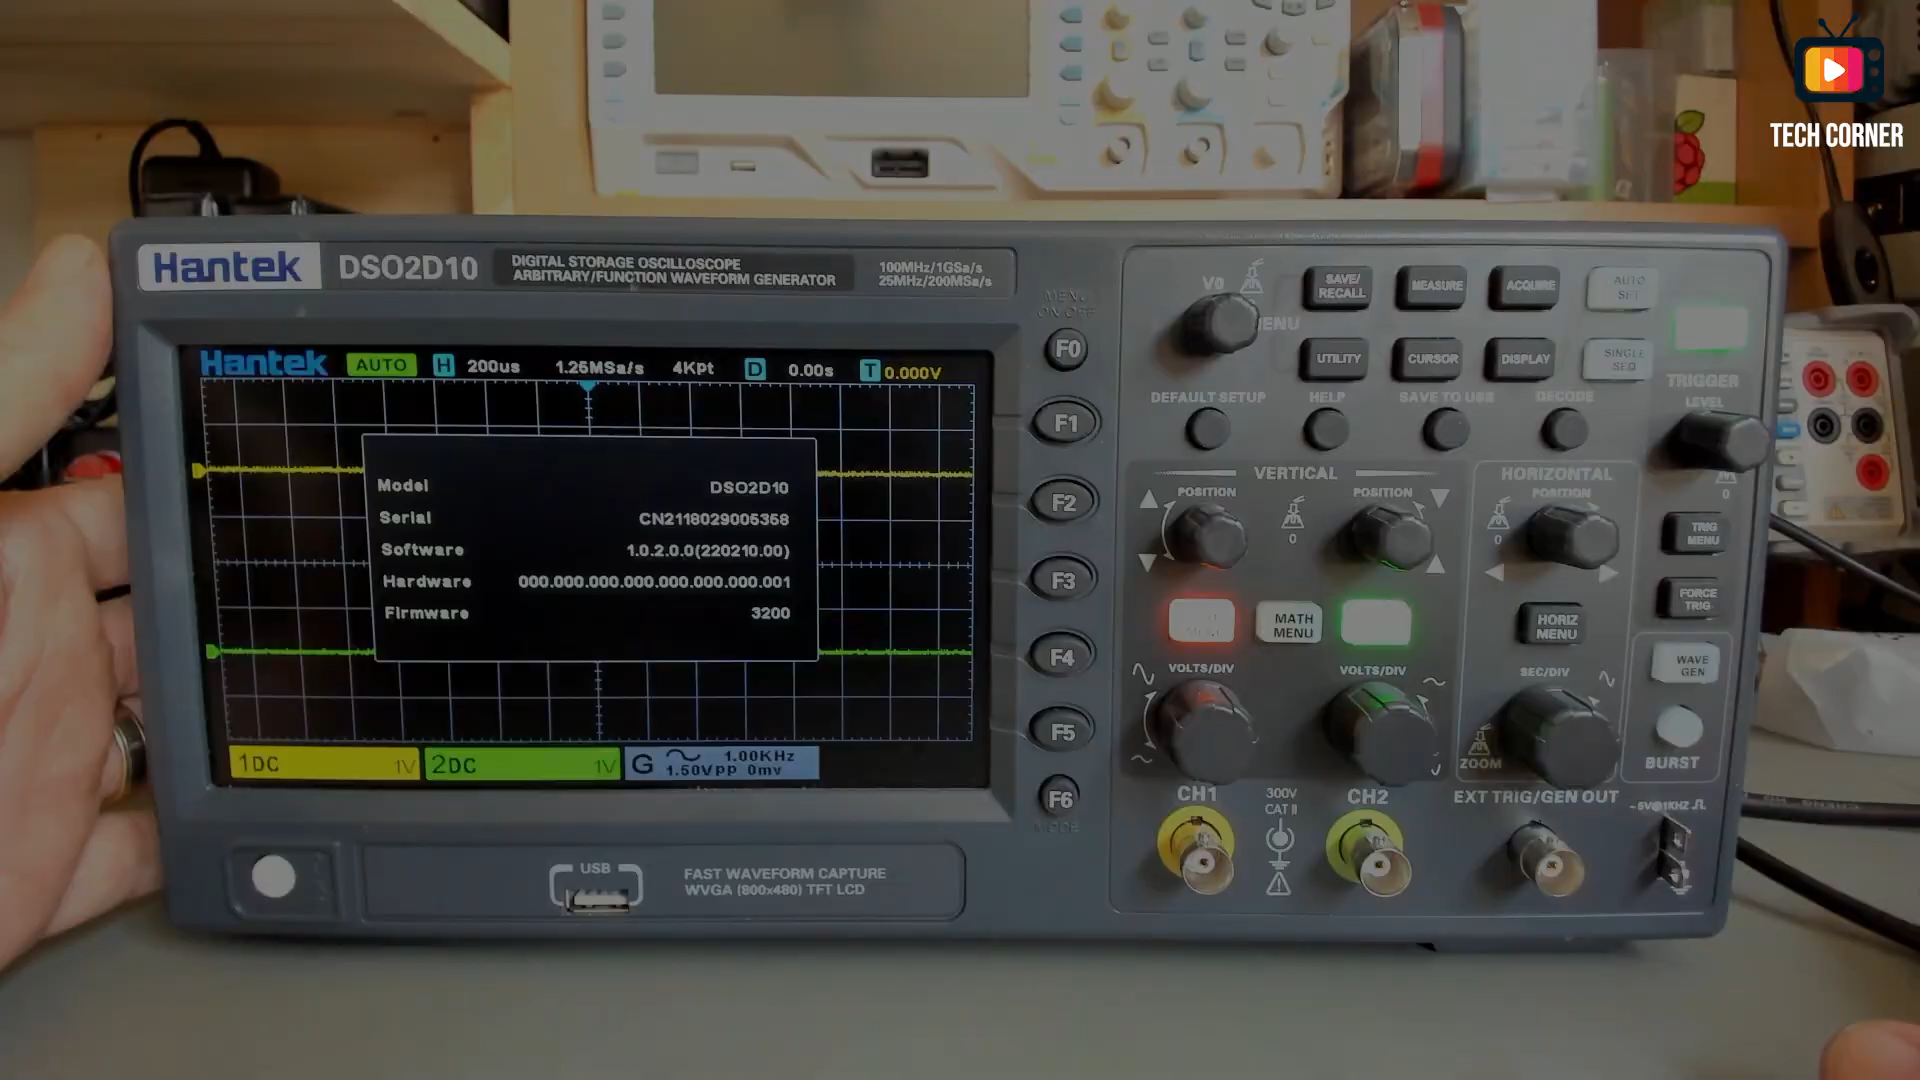 TECH CORNER
Hantek
DSO2D10
DIGITAL STORAGE OSCILLOSCOPE
ARBITRARY/FUNCTION WAVEFORM GENERATOR
100MHz/1GSa/s
25MHz/200MSa/s
MENU
ON/OFF
F0
F1
F2
F3
F4
F5
F6
MODE
Hantek
AUTO
H
200us
1.25MSa/s
4Kpt
D
0.00s
T
0.000V
Model DSO2D10
Serial CN2118029005358
Software 1.0.2.0.0(220210.00)
Hardware 000.000.000.000.000.000.000.001
Firmware 3200
1DC 1V
2DC 1V
G
1.00KHz
1.50VPP 0mv
USB
FAST WAVEFORM CAPTURE
WVGA (800x480) TFT LCD
V0
MENU
SAVE/
RECALL
MEASURE
ACQUIRE
AUTO
SET
UTILITY
CURSOR
DISPLAY
SINGLE
SEQ
DEFAULT SETUP
HELP
SAVE TO USB
DECODE
TRIGGER
LEVEL
0
TRIG
MENU
FORCE
TRIG
VERTICAL
POSITION
0
POSITION
MATH
MENU
VOLTS/DIV
VOLTS/DIV
HORIZONTAL
POSITION
0
HORIZ
MENU
SEC/DIV
ZOOM
WAVE
GEN
BURST
CH1
300V
CAT II
CH2
EXT TRIG/GEN OUT
~5V@1KHZ